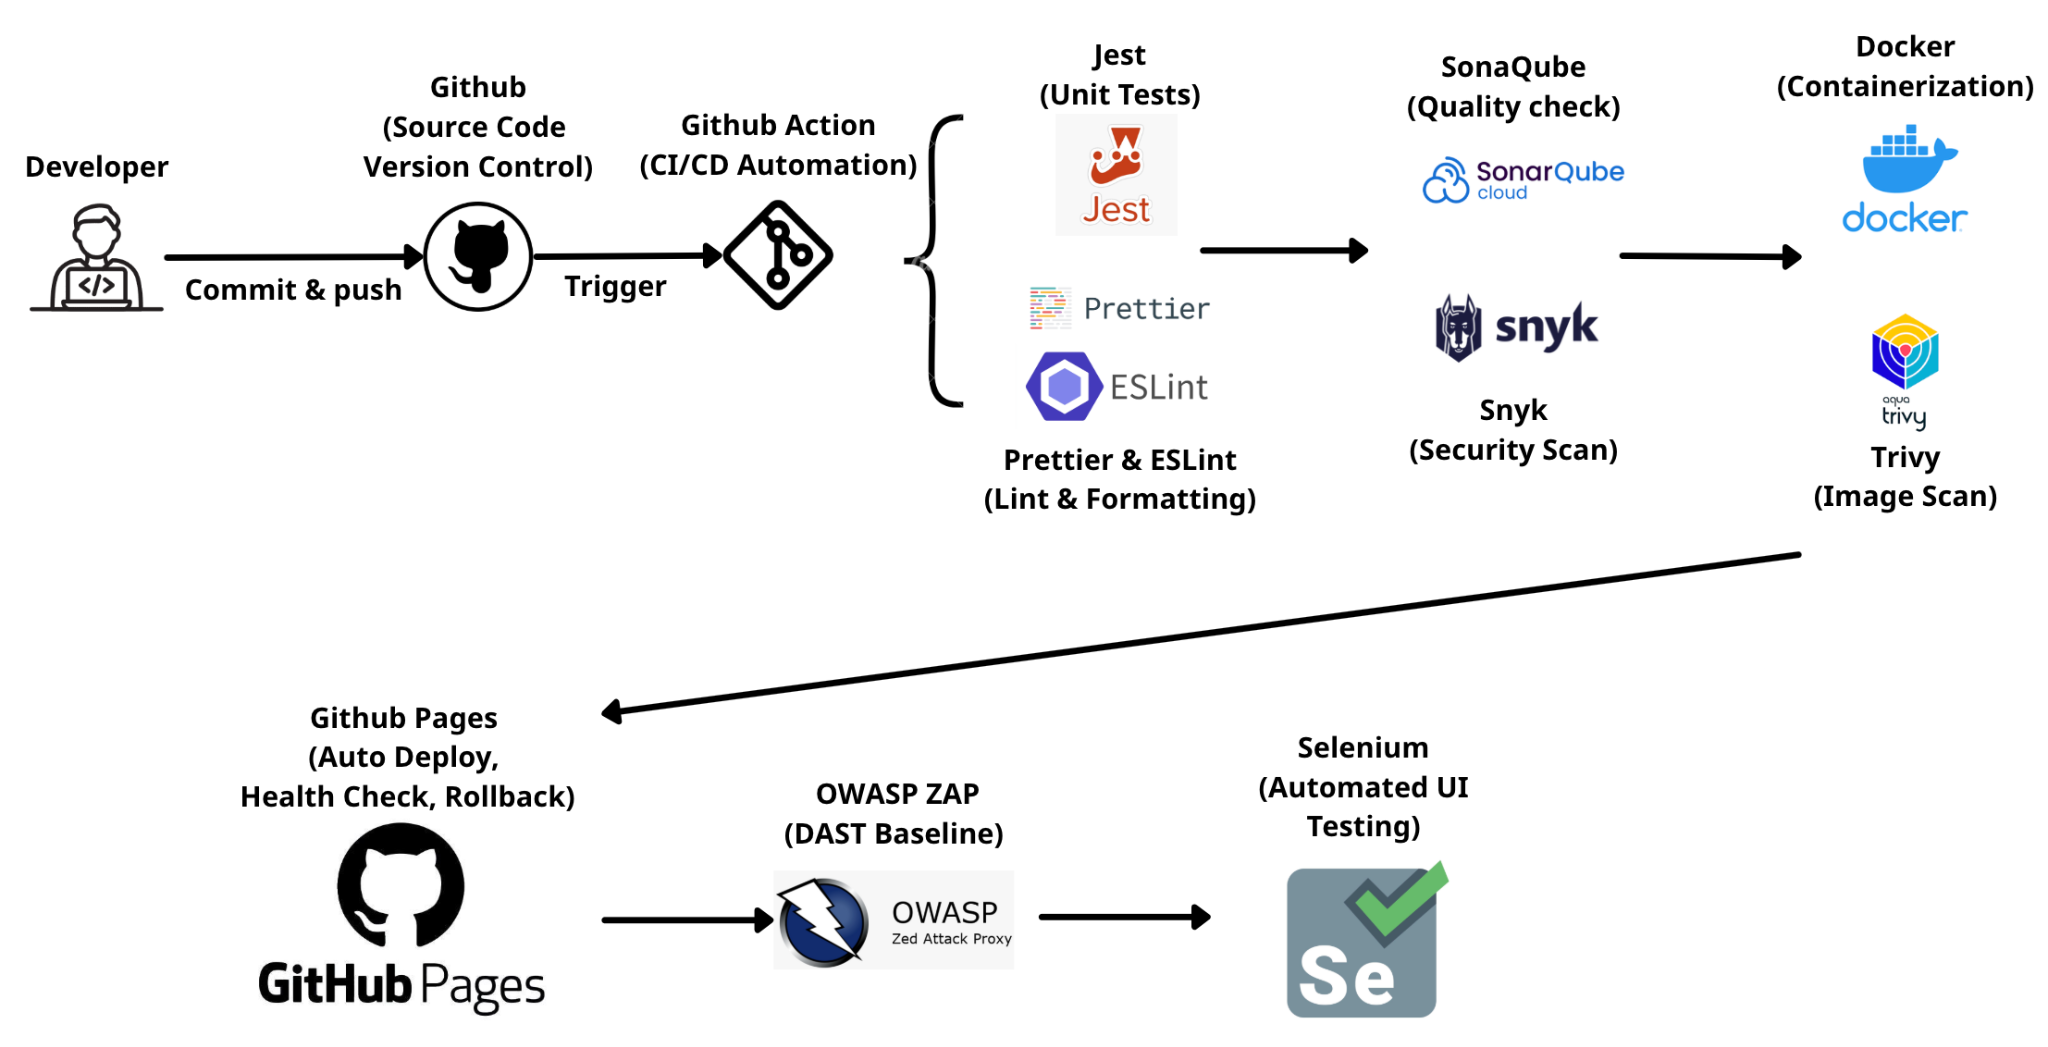 Developer
</>
Commit & push
Github
(Source Code
Version Control)
Trigger
Github Action
(CI/CD Automation)
Jest
(Unit Tests)
Jest
Prettier
ESLint
Prettier & ESLint
(Lint & Formatting)
SonaQube
(Quality check)
SonarQube
cloud
snyk
Snyk
(Security Scan)
Docker
(Containerization)
docker
aqua
trivy
Trivy
(Image Scan)
Github Pages
(Auto Deploy,
Health Check, Rollback)
GitHub Pages
OWASP ZAP
(DAST Baseline)
OWASP
Zed Attack Proxy
Selenium
(Automated UI
Testing)
Se